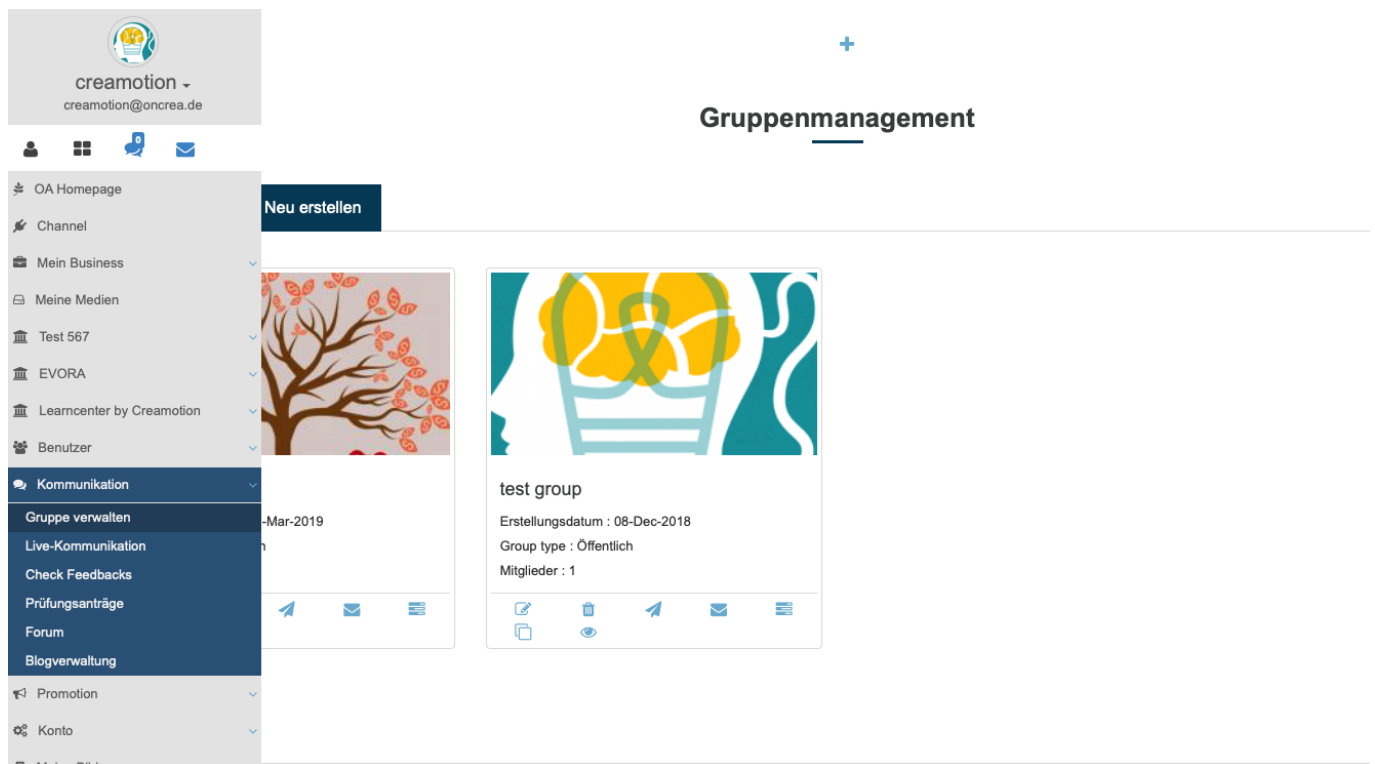 creamotion
creamotion@oncrea.de
0
OA Homepage
Channel
Mein Business
Meine Medien
Test 567
EVORA
Learncenter by Creamotion
Benutzer
Kommunikation
Gruppe verwalten
Live-Kommunikation
Check Feedbacks
Prüfungsanträge
Forum
Blogverwaltung
Promotion
Konto
Gruppenmanagement
Neu erstellen
-Mar-2019
test group
Erstellungsdatum : 08-Dec-2018
Group type : Öffentlich
Mitglieder : 1